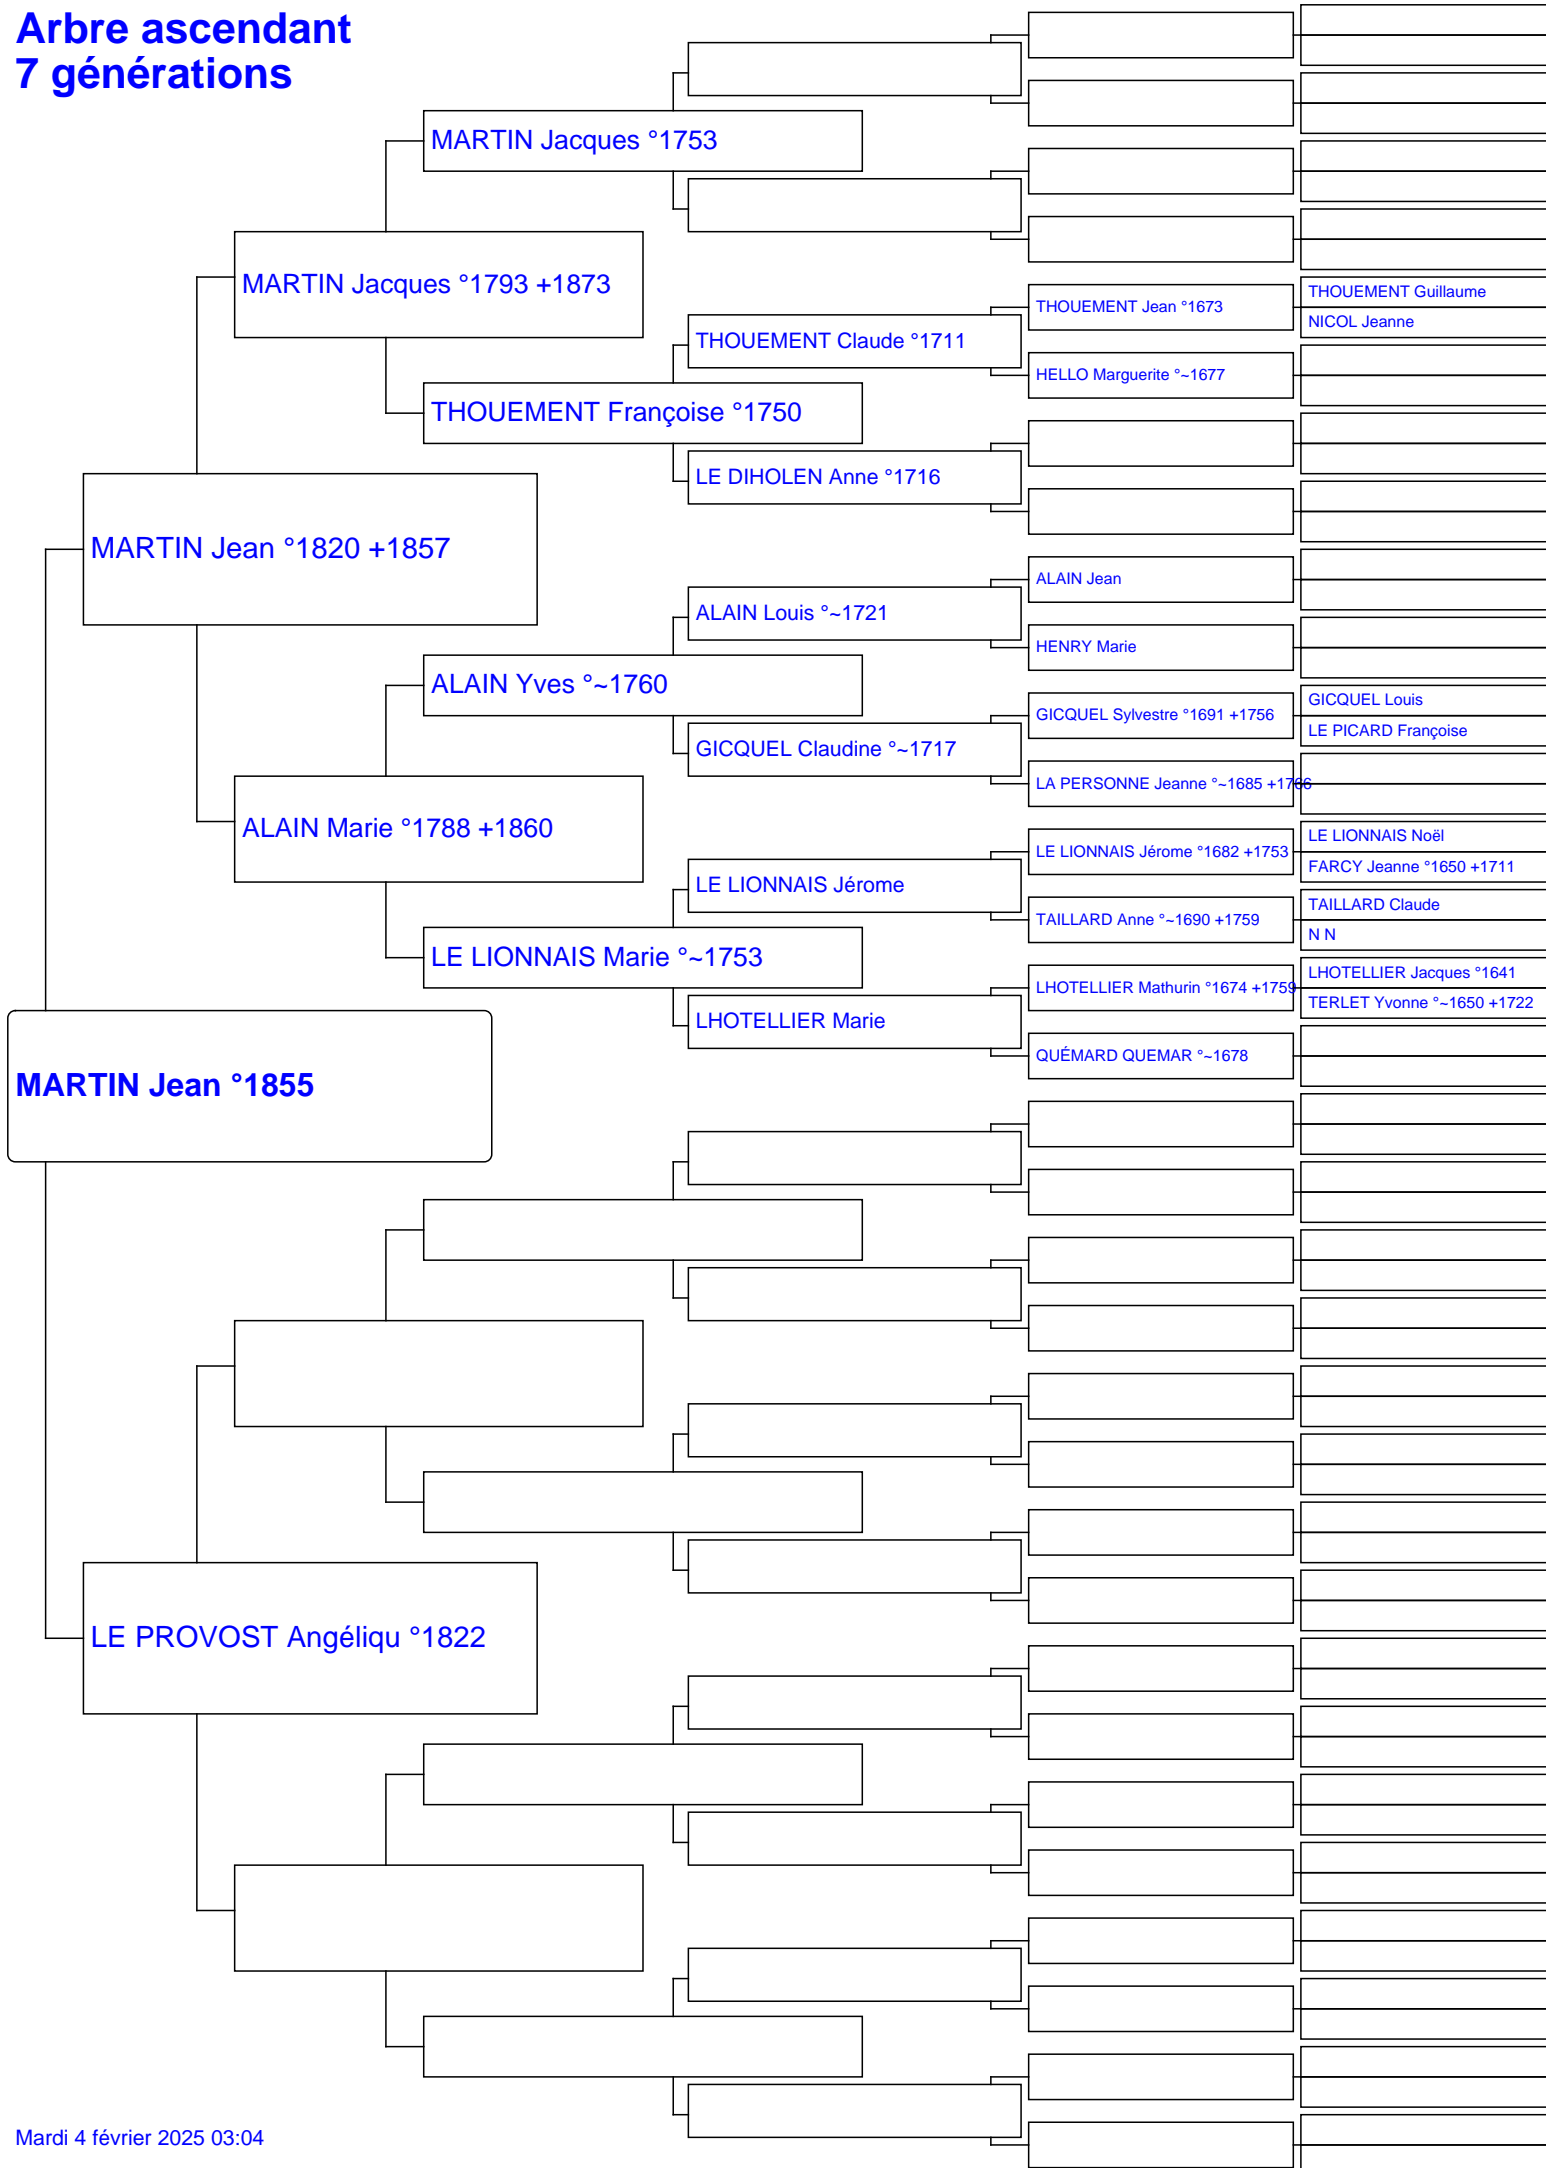 Arbre ascendant
7 générations
MARTIN Jacques °1753
MARTIN Jacques °1793 +1873
THOUEMENT Guillaume
THOUEMENT Jean °1673
NICOL Jeanne
THOUEMENT Claude °1711
HELLO Marguerite °~1677
THOUEMENT Françoise °1750
LE DIHOLEN Anne °1716
MARTIN Jean °1820 +1857
ALAIN Jean
ALAIN Louis °~1721
HENRY Marie
ALAIN Yves °~1760
GICQUEL Louis
GICQUEL Sylvestre °1691 +1756
LE PICARD Françoise
GICQUEL Claudine °~1717
LA PERSONNE Jeanne °~1685 +1766
ALAIN Marie °1788 +1860
LE LIONNAIS Noël
LE LIONNAIS Jérome °1682 +1753
FARCY Jeanne °1650 +1711
LE LIONNAIS Jérome
TAILLARD Claude
TAILLARD Anne °~1690 +1759
N N
LE LIONNAIS Marie °~1753
LHOTELLIER Jacques °1641
LHOTELLIER Mathurin °1674 +1759
TERLET Yvonne °~1650 +1722
LHOTELLIER Marie
QUÉMARD QUEMAR °~1678
MARTIN Jean °1855
LE PROVOST Angéliqu °1822
Mardi 4 février 2025 03:04